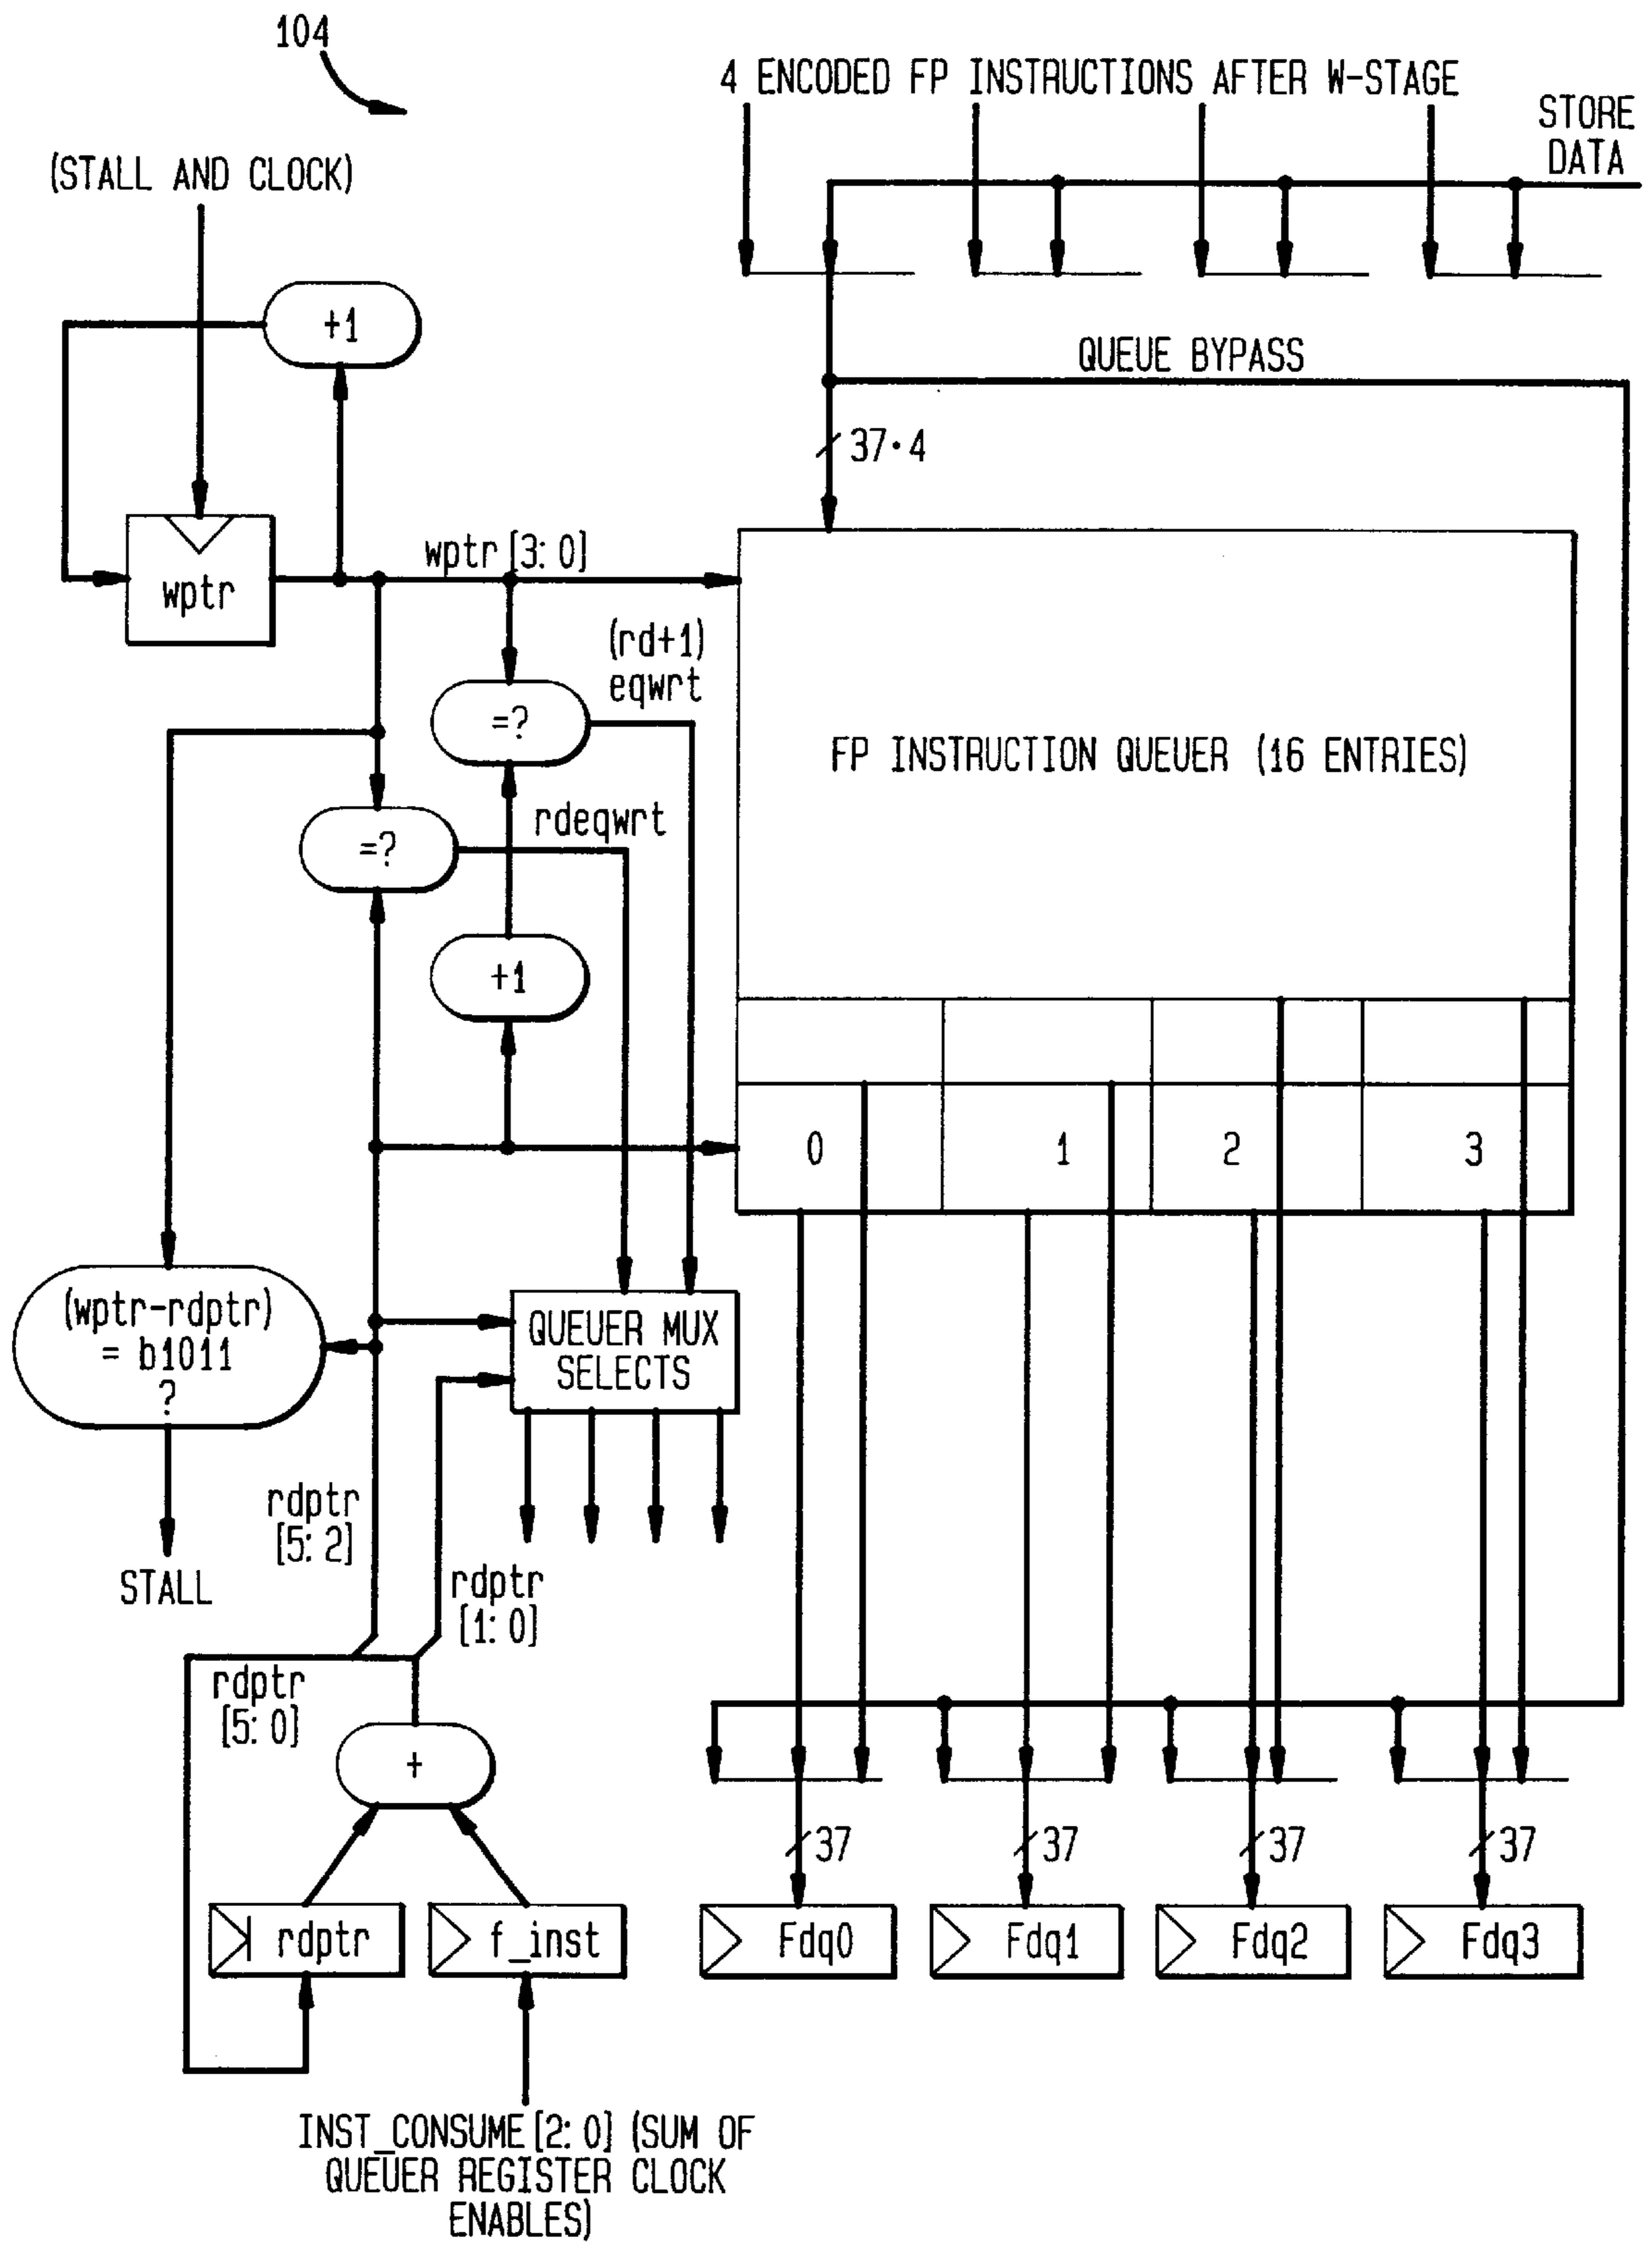 104
4 ENCODED FP INSTRUCTIONS AFTER W-STAGE
STORE
DATA
(STALL AND CLOCK)
+1
QUEUE BYPASS
37·4
wptr
wptr [3:0]
(rd+1)
eqwrt
=?
FP INSTRUCTION QUEUER (16 ENTRIES)
rdeqwrt
=?
+1
0
1
2
3
(wptr-rdptr)
= b1011
?
QUEUER MUX
SELECTS
rdptr
[5:2]
STALL
rdptr
[1:0]
rdptr
[5:0]
+
37
37
37
37
rdptr
f_inst
Fdq0
Fdq1
Fdq2
Fdq3
INST_CONSUME [2:0] (SUM OF
QUEUER REGISTER CLOCK
ENABLES)